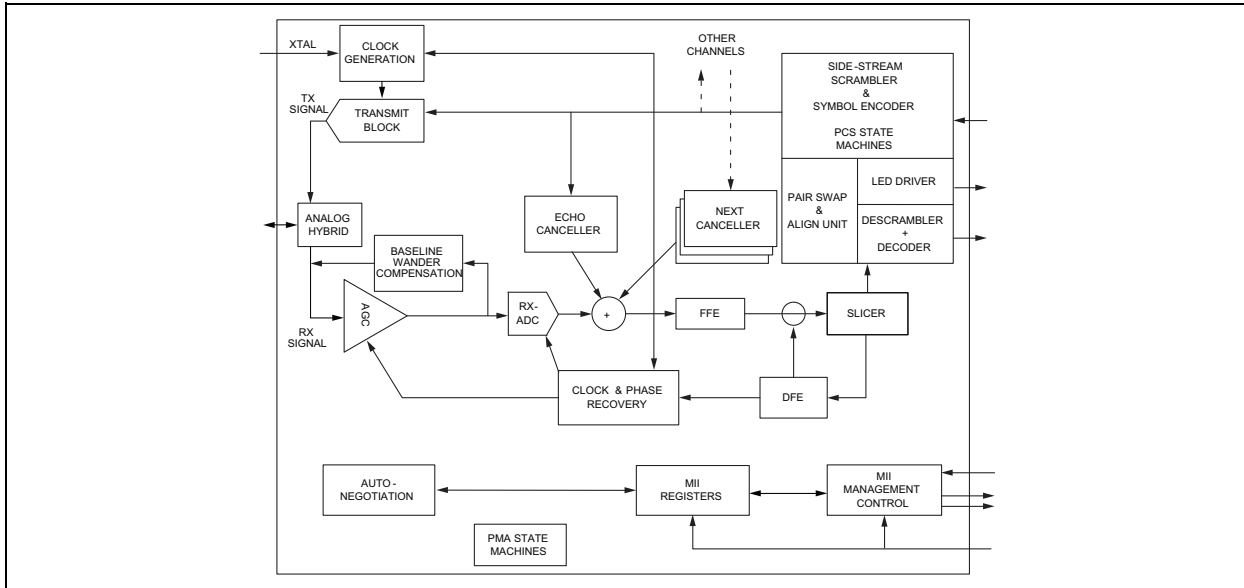 XTAL
CLOCK
GENERATION
OTHER
CHANNELS
SIDE-STREAM
SCRAMBLER
&
SYMBOL ENCODER
PCS STATE
MACHINES
TX
SIGNAL
TRANSMIT
BLOCK
PAIR SWAP
&
ALIGN UNIT
LED DRIVER
DESCRAMBLER
+
DECODER
ANALOG
HYBRID
ECHO
CANCELLER
NEXT
CANCELLER
BASELINE
WANDER
COMPENSATION
AGC
RX-
ADC
+
FFE
SLICER
RX
SIGNAL
CLOCK & PHASE
RECOVERY
DFE
AUTO-
NEGOTIATION
MII
REGISTERS
MII
MANAGEMENT
CONTROL
PMA STATE
MACHINES